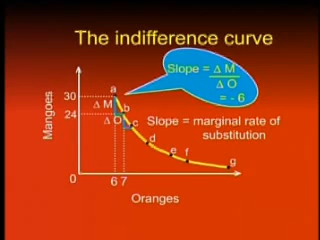 The indifference curve
Slope = Δ M
Δ O
= - 6
a
30
Δ M
b
24
Δ O
c
Slope = marginal rate of
substitution
d
e
f
g
Mangoes
0
6 7
Oranges